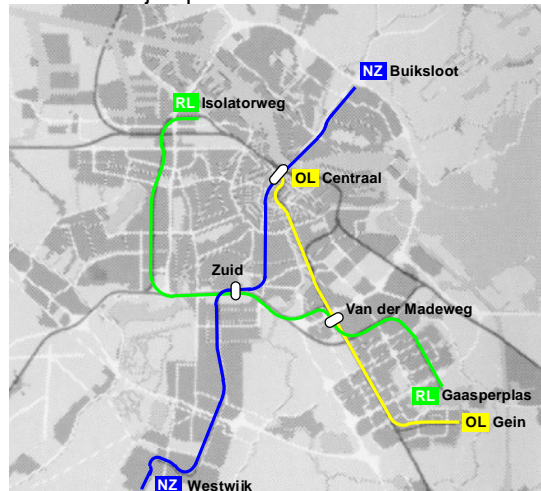 NZ Buiksloot
RL Isolatorweg
OL Centraal
Zuid
Van der Madeweg
RL Gaasperplas
OL Gein
NZ Westwijk